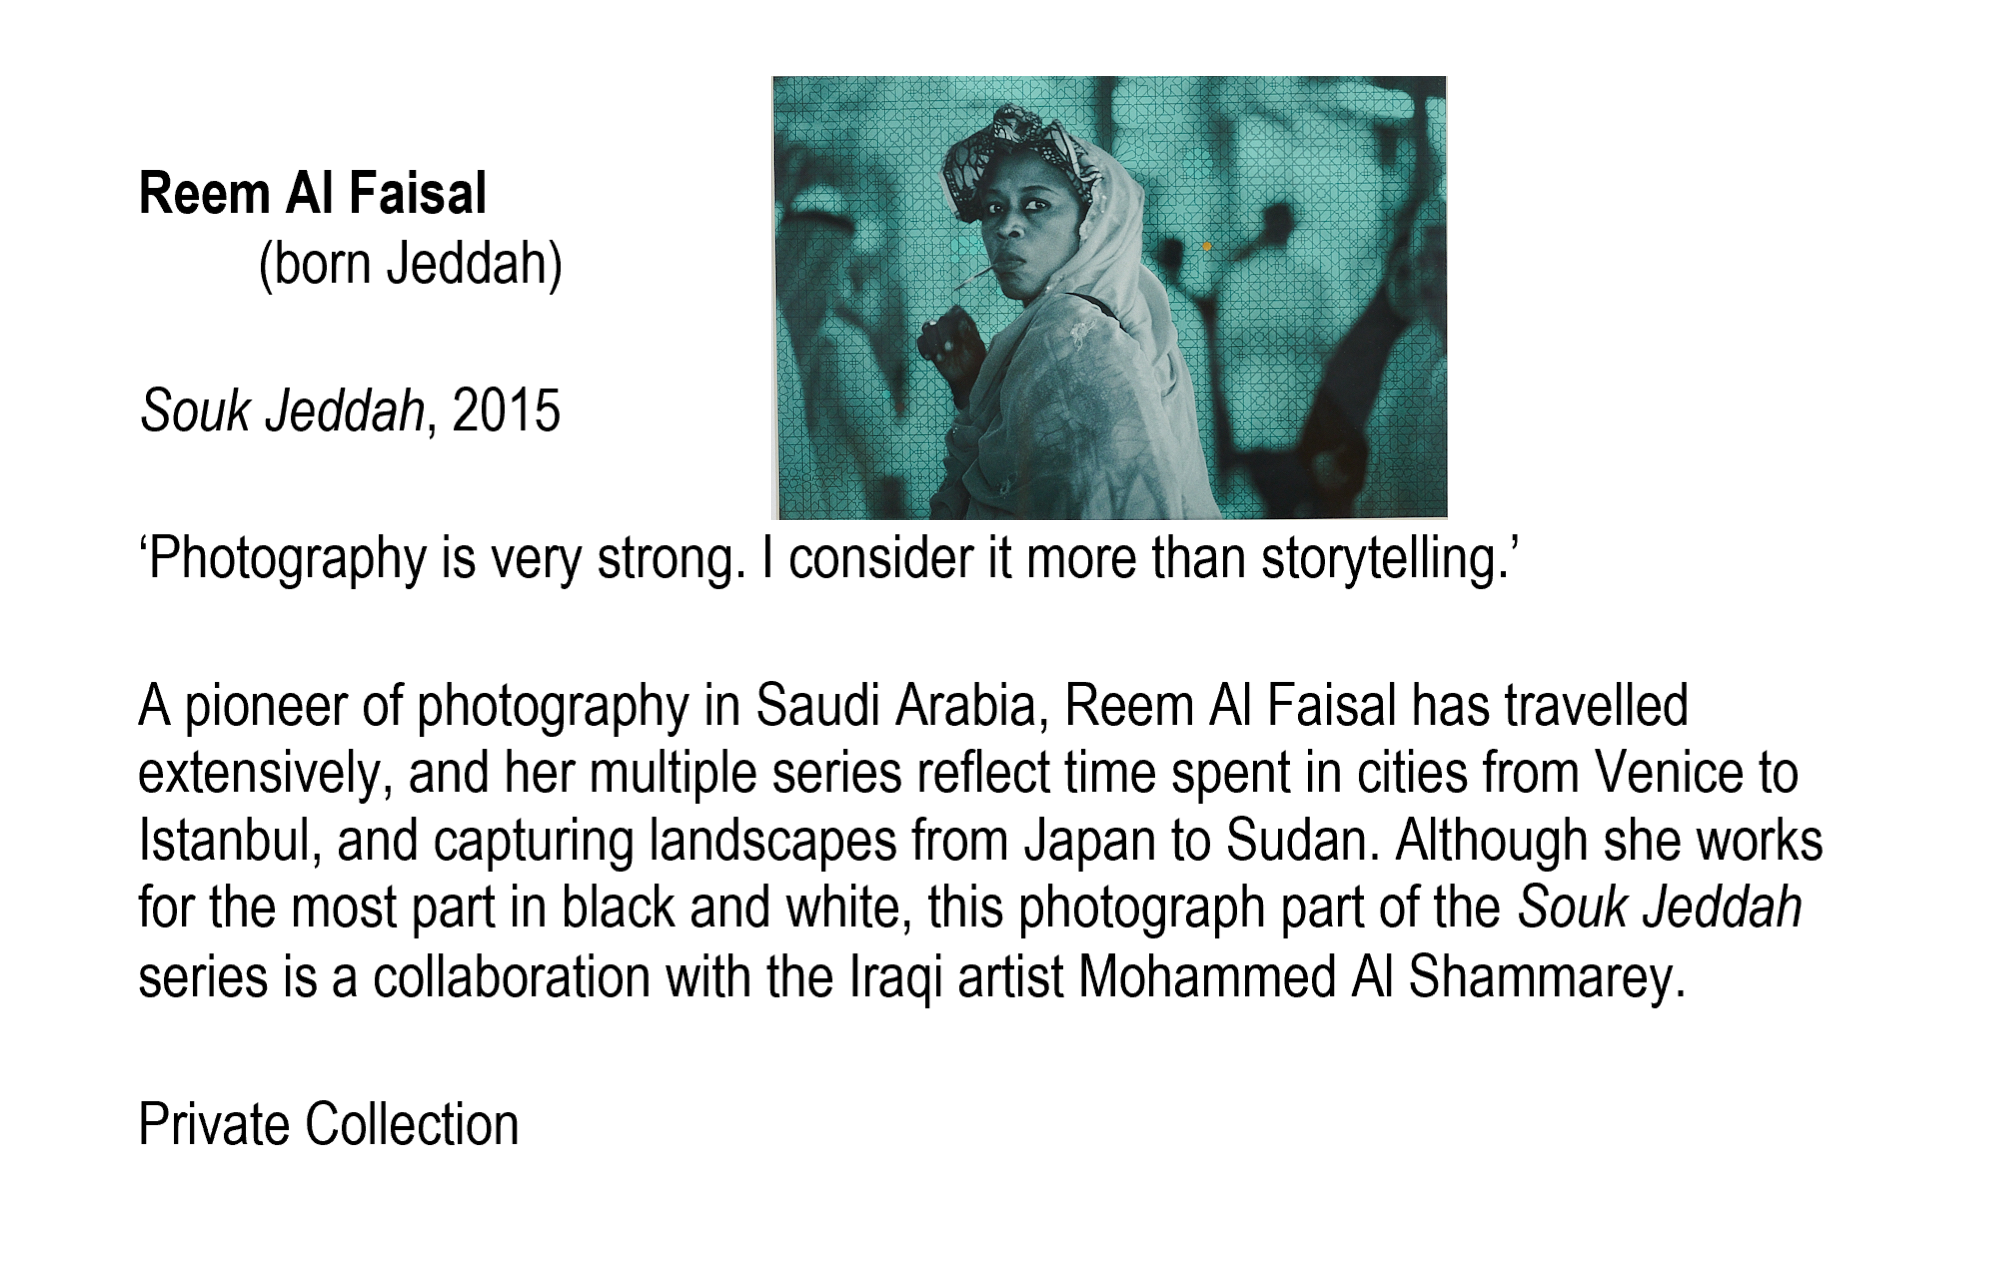 Reem Al Faisal
(born Jeddah)
Souk Jeddah, 2015
‘Photography is very strong. I consider it more than storytelling.’
A pioneer of photography in Saudi Arabia, Reem Al Faisal has travelled
extensively, and her multiple series reflect time spent in cities from Venice to
Istanbul, and capturing landscapes from Japan to Sudan. Although she works
for the most part in black and white, this photograph part of the Souk Jeddah
series is a collaboration with the Iraqi artist Mohammed Al Shammarey.
Private Collection